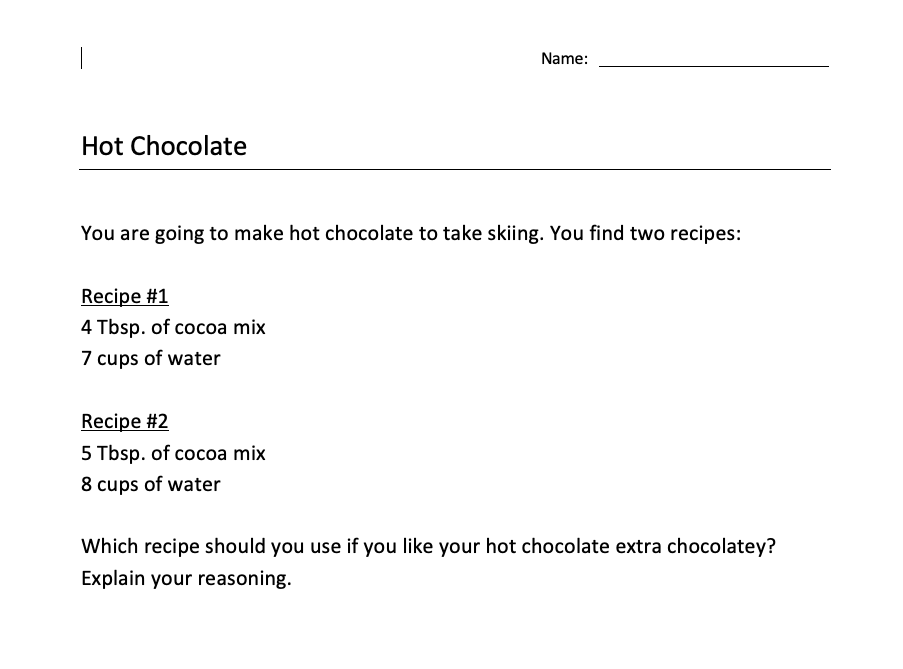 Name:
Hot Chocolate
You are going to make hot chocolate to take skiing. You find two recipes:
Recipe #1
4 Tbsp. of cocoa mix
7 cups of water
Recipe #2
5 Tbsp. of cocoa mix
8 cups of water
Which recipe should you use if you like your hot chocolate extra chocolatey?
Explain your reasoning.